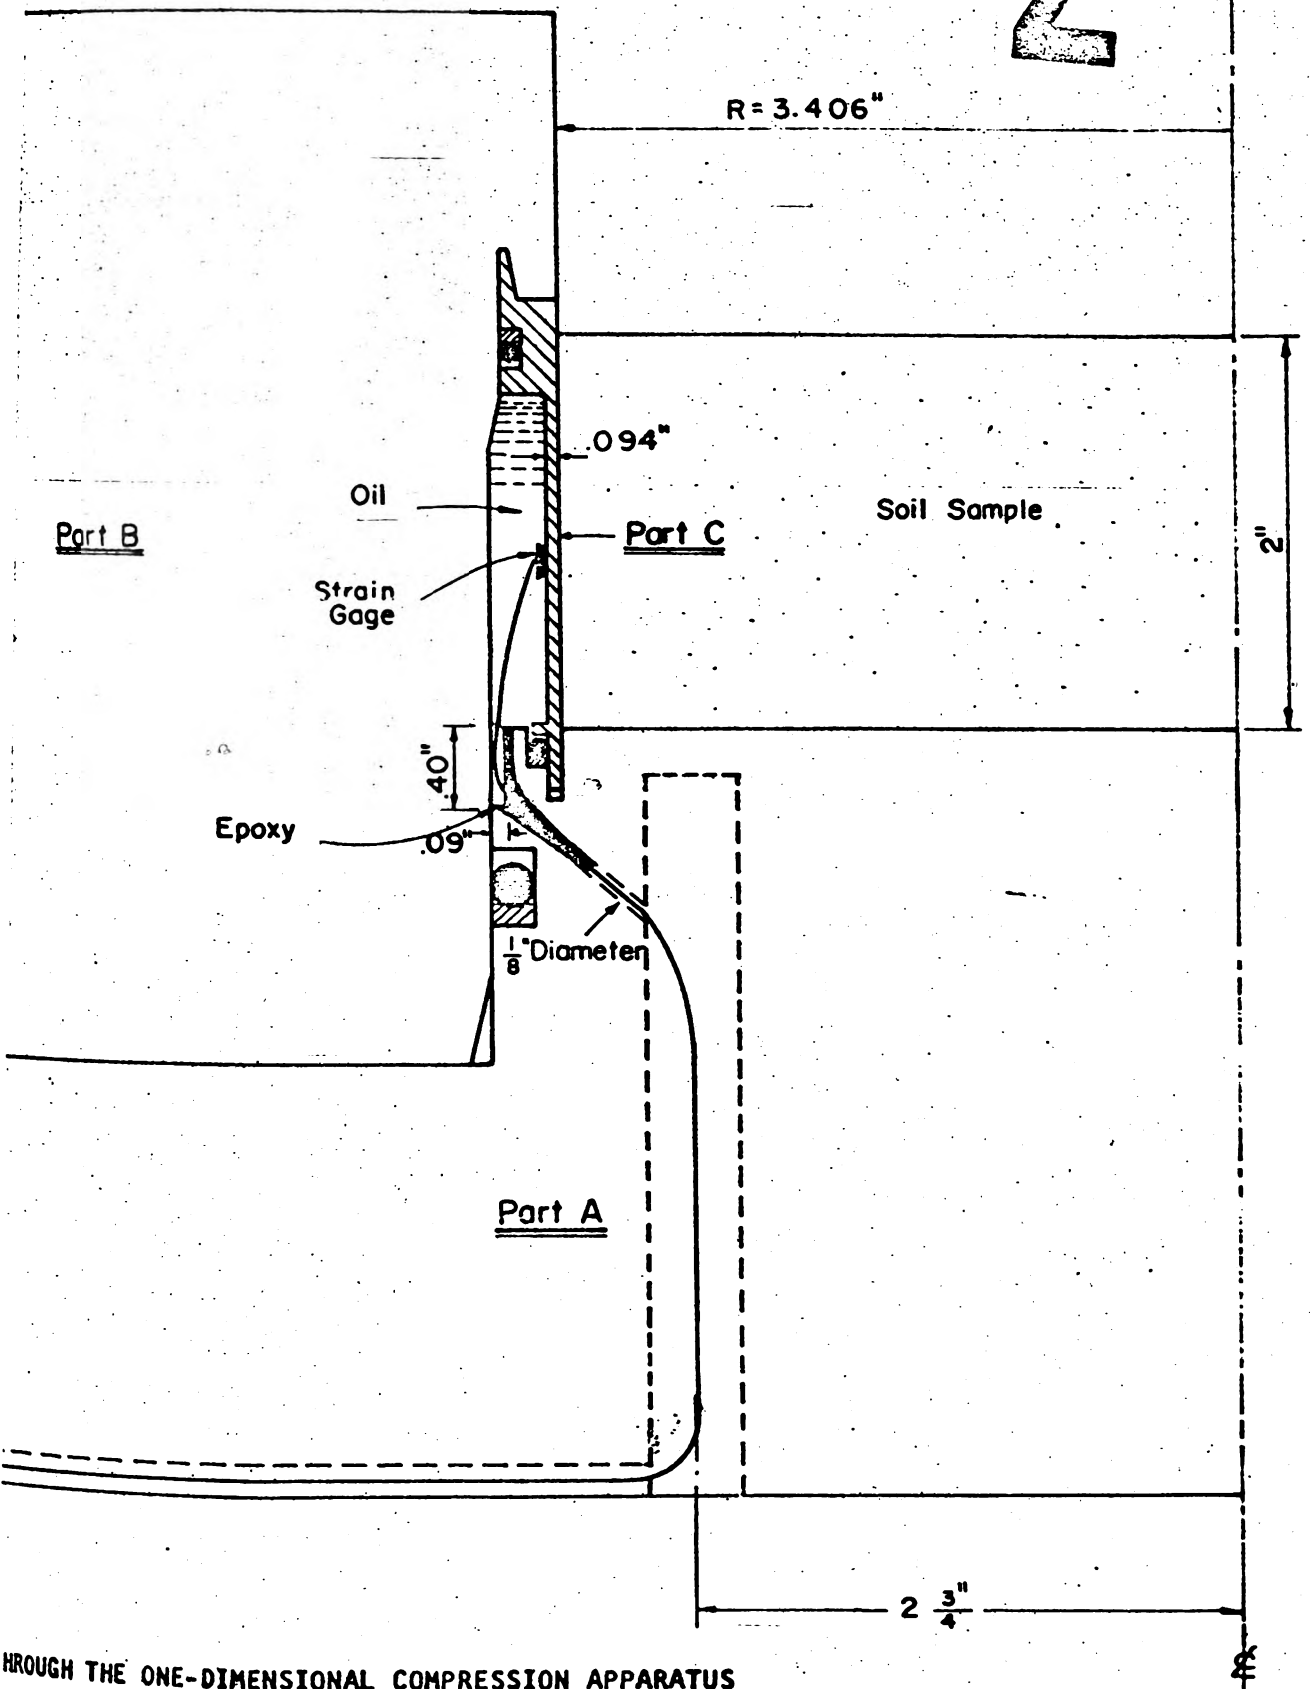 R = 3.406"
.094"
Oil
Soil Sample
Part B
Part C
2"
Strain
Gage
.40"
Epoxy
.09"
1/8" Diameter
Part A
2 3/4"
HROUGH THE ONE-DIMENSIONAL COMPRESSION APPARATUS